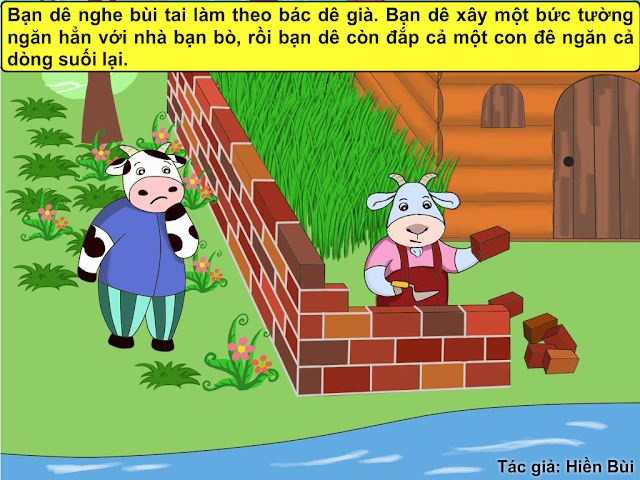 Bạn dê nghe bùi tai làm theo bác dê già. Bạn dê xây một bức tường
ngăn hẳn với nhà bạn bò, rồi bạn dê còn đắp cả một con đê ngăn cả
dòng suối lại.
Tác giả: Hiền Bùi